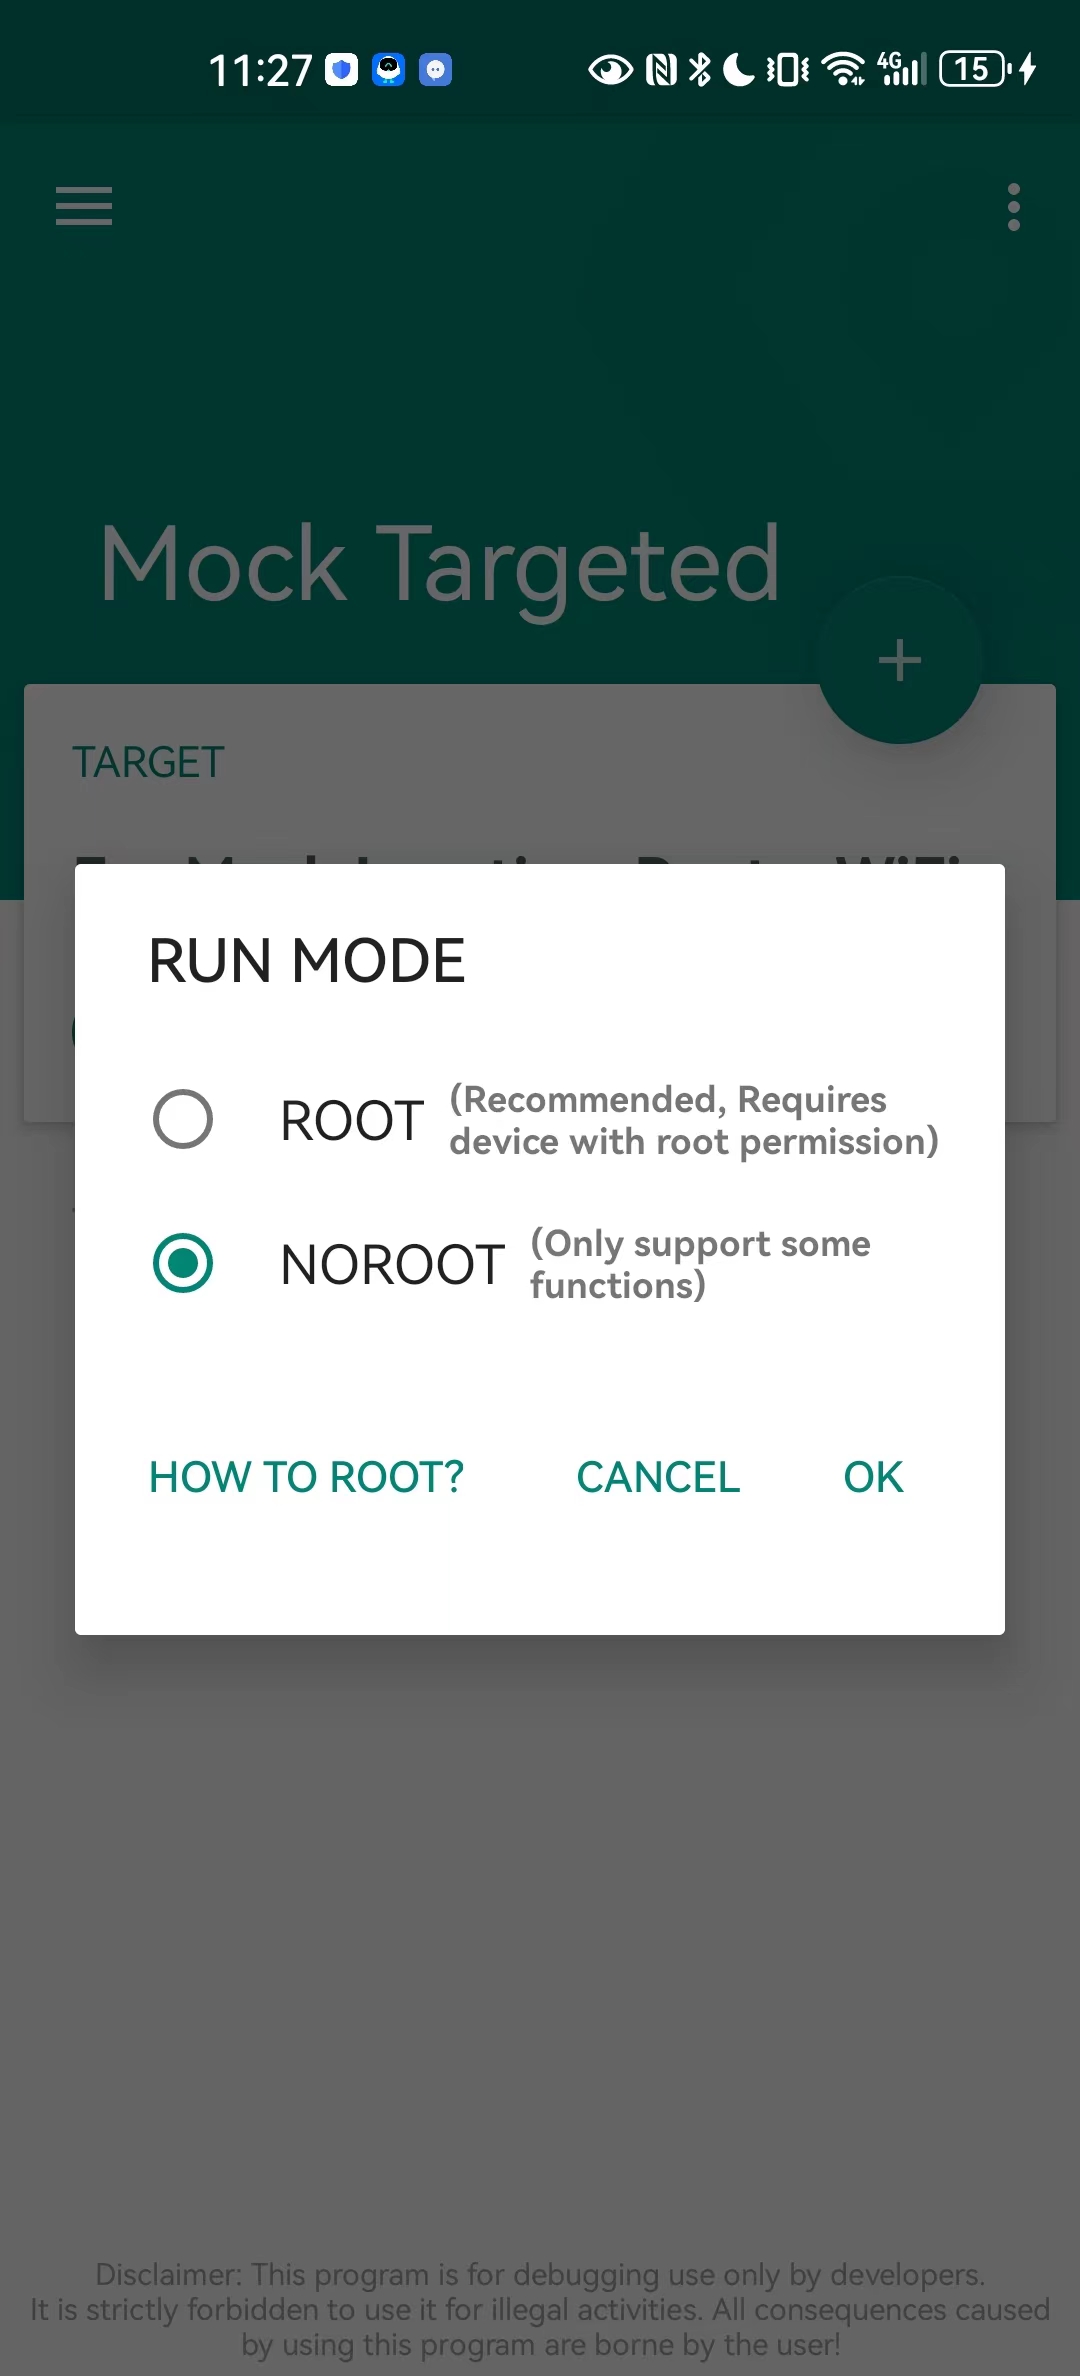 11:27
4G
15
Mock Targeted
TARGET
RUN MODE
ROOT (Recommended, Requires
device with root permission)
NOROOT (Only support some
functions)
HOW TO ROOT? CANCEL OK
Disclaimer: This program is for debugging use only by developers.
It is strictly forbidden to use it for illegal activities. All consequences caused
by using this program are borne by the user!